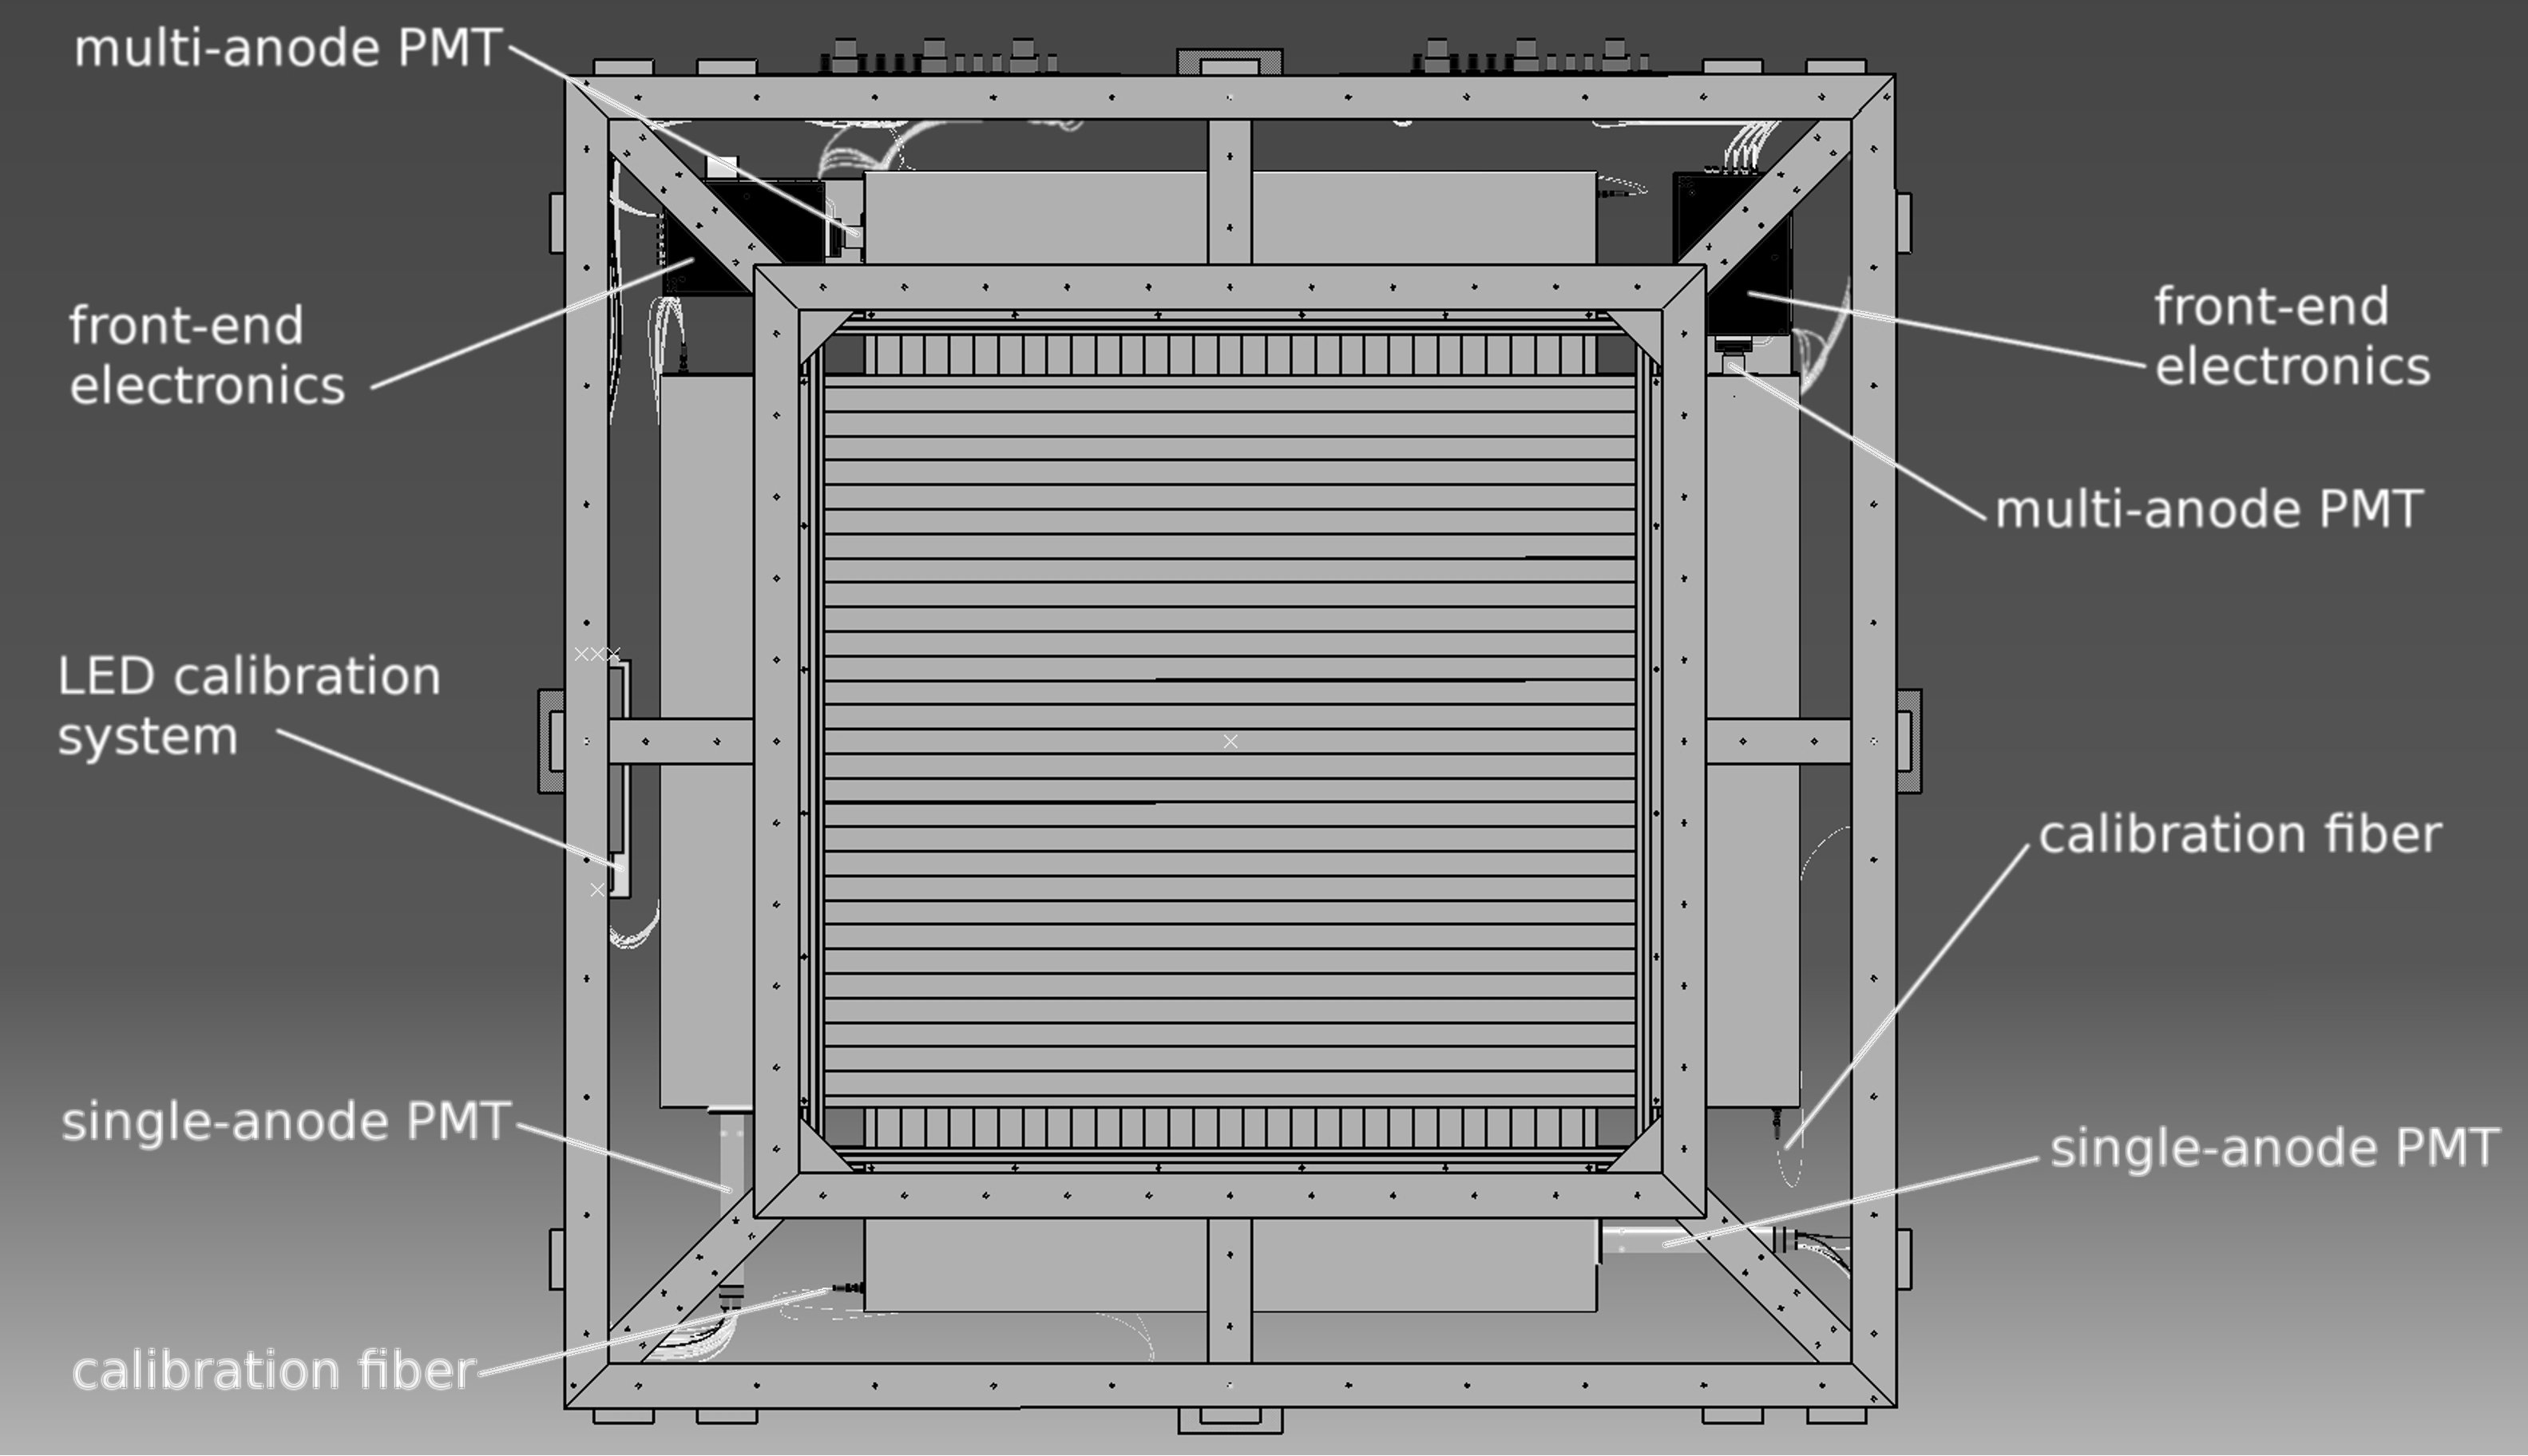 multi-anode PMT
front-end
electronics
LED calibration
system
single-anode PMT
calibration fiber
front-end
electronics
multi-anode PMT
calibration fiber
single-anode PMT